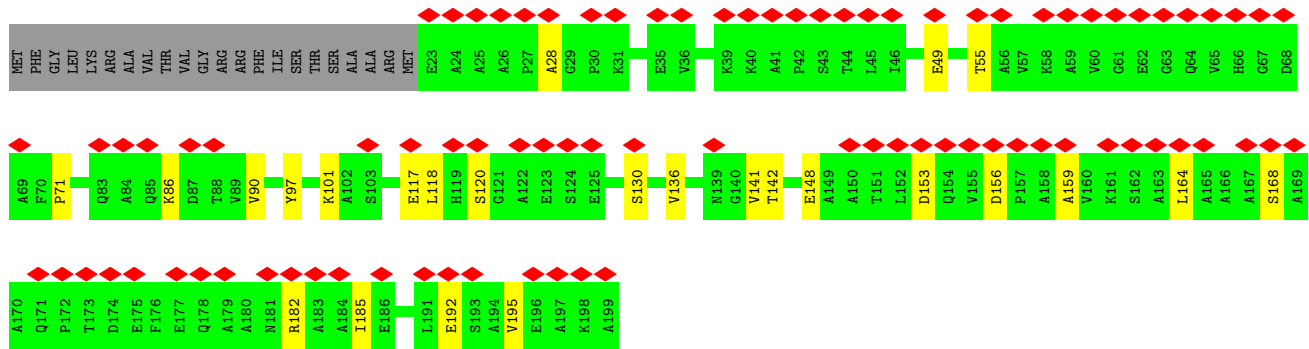 MET PHE GLY LEU LYS ARG ALA VAL THR VAL GLY ARG ARG PHE ILE SER THR SER ALA ALA ARG MET E23 A24 A25 A26 P27 A28 G29 P30 K31 E35 V36 K39 K40 A41 P42 S43 T44 L45 I46 E49 T55 A56 V57 K58 A59 V60 G61 E62 G63 Q64 V65 H66 G67 D68
A69 F70 P71 Q83 A84 Q85 K86 D87 T88 V89 V90 Y97 K101 A102 S103 E117 L118 H119 S120 G121 A122 E123 S124 E125 S130 V136 N139 G140 V141 T142 E148 A149 A150 T151 L152 D153 Q154 V155 D156 P157 A158 A159 V160 K161 S162 A163 L164 A165 A166 A167 S168 A169
A170 Q171 P172 T173 D174 E175 F176 E177 Q178 A179 A180 N181 R182 A183 A184 I185 E186 L191 E192 S193 A194 V195 E196 A197 K198 A199